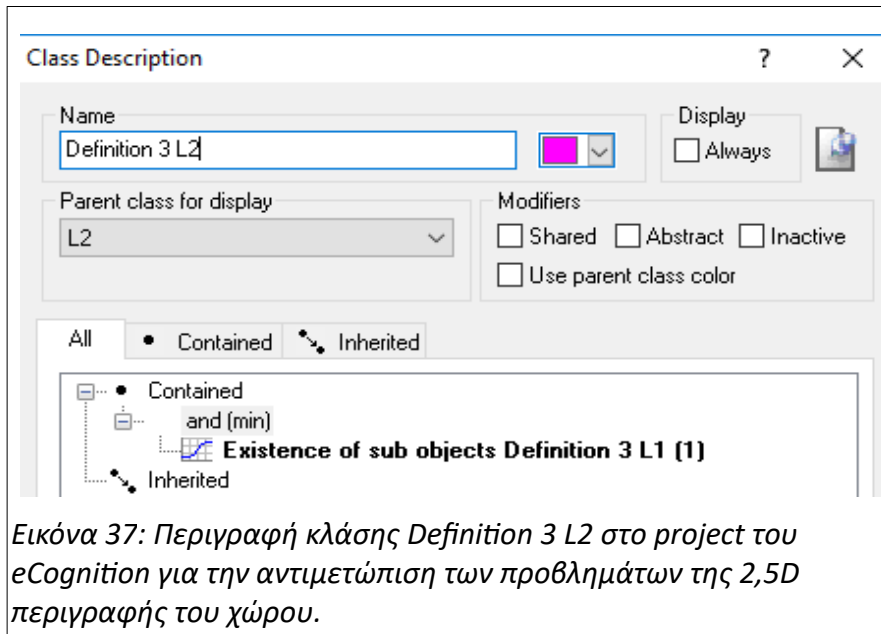 Class Description ?
Name
Display
Definition 3 L2
Always
Parent class for display
Modifiers
L2
Shared Abstract Inactive
Use parent class color
All Contained Inherited
Contained
and (min)
Existence of sub objects Definition 3 L1 (1)
Inherited
Εικόνα 37: Περιγραφή κλάσης Definition 3 L2 στο project του
eCognition για την αντιμετώπιση των προβλημάτων της 2,5D
περιγραφής του χώρου.